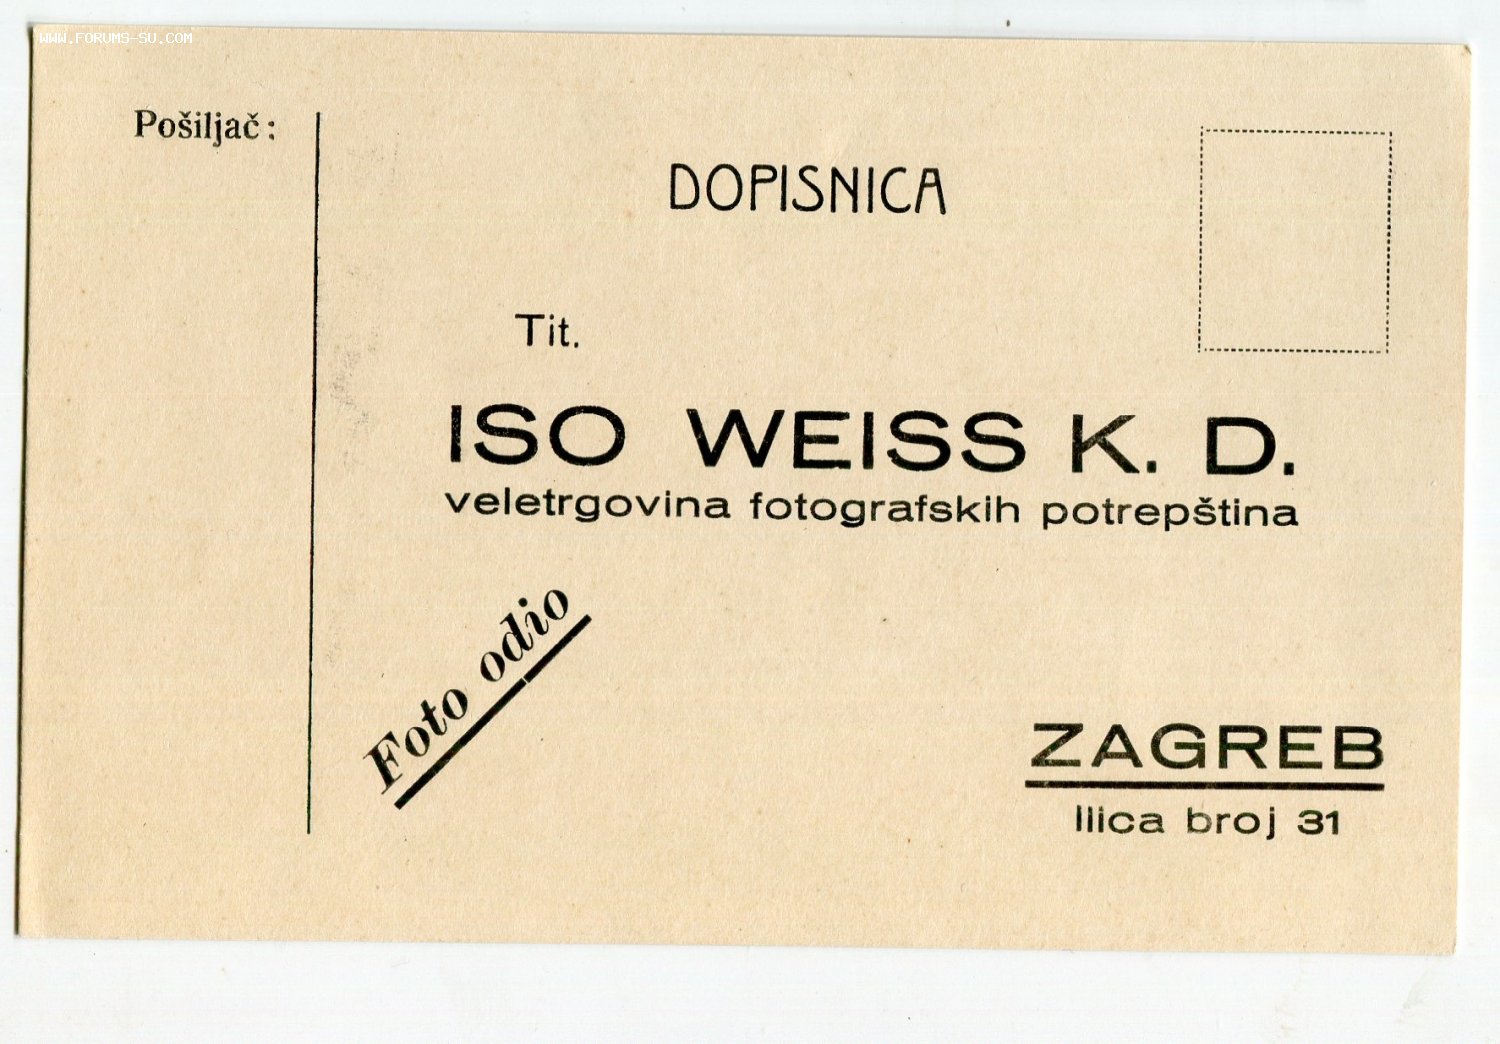 WWW.FORUMS-SU.COM
Pošiljač:
DOPISNICA
Tit.
ISO WEISS K. D.
veletrgovina fotografskih potrepština
Foto odio
ZAGREB
Ilica broj 31